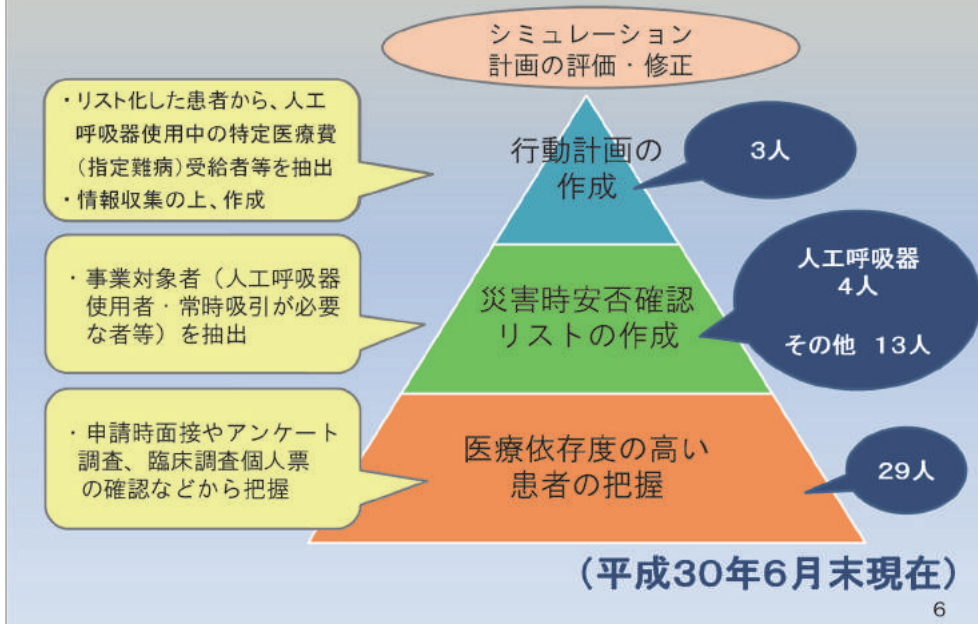 シミュレーション
計画の評価・修正
・リスト化した患者から、人工
呼吸器使用中の特定医療費
(指定難病)受給者等を抽出
・情報収集の上、作成
行動計画の
作成
3人
・事業対象者（人工呼吸器
使用者・常時吸引が必要
な者等）を抽出
災害時安否確認
リストの作成
人工呼吸器
4人
その他 13人
・申請時面接やアンケート
調査、臨床調査個人票
の確認などから把握
医療依存度の高い
患者の把握
29人
(平成30年6月末現在)
6